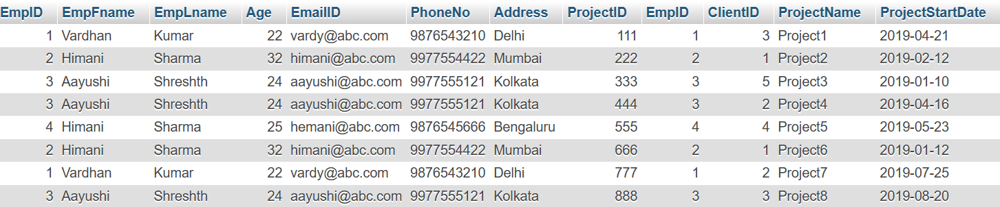 EmpID EmpFname EmpLname Age EmailID PhoneNo Address ProjectID EmpID ClientID ProjectName ProjectStartDate
1 Vardhan Kumar 22 vardy@abc.com 9876543210 Delhi 111 1 3 Project1 2019-04-21
2 Himani Sharma 32 himani@abc.com 9977554422 Mumbai 222 2 1 Project2 2019-02-12
3 Aayushi Shreshth 24 aayushi@abc.com 9977555121 Kolkata 333 3 5 Project3 2019-01-10
3 Aayushi Shreshth 24 aayushi@abc.com 9977555121 Kolkata 444 3 2 Project4 2019-04-16
4 Himani Sharma 25 hemani@abc.com 9876545666 Bengaluru 555 4 4 Project5 2019-05-23
2 Himani Sharma 32 himani@abc.com 9977554422 Mumbai 666 2 1 Project6 2019-01-12
1 Vardhan Kumar 22 vardy@abc.com 9876543210 Delhi 777 1 2 Project7 2019-07-25
3 Aayushi Shreshth 24 aayushi@abc.com 9977555121 Kolkata 888 3 3 Project8 2019-08-20